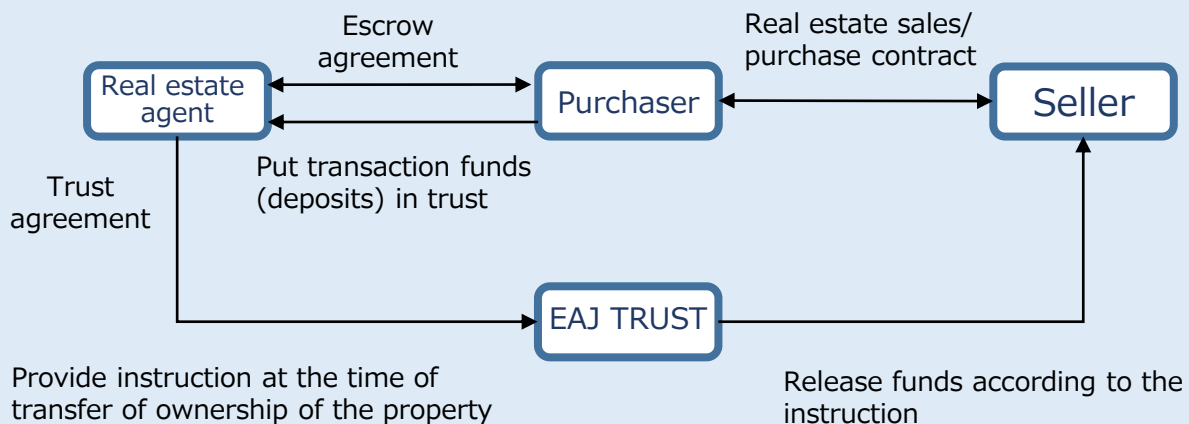 Escrow
agreement
Real estate sales/
purchase contract
Real estate
agent
Purchaser
Seller
Put transaction funds
(deposits) in trust
Trust
agreement
EAJ TRUST
Provide instruction at the time of
transfer of ownership of the property
Release funds according to the
instruction